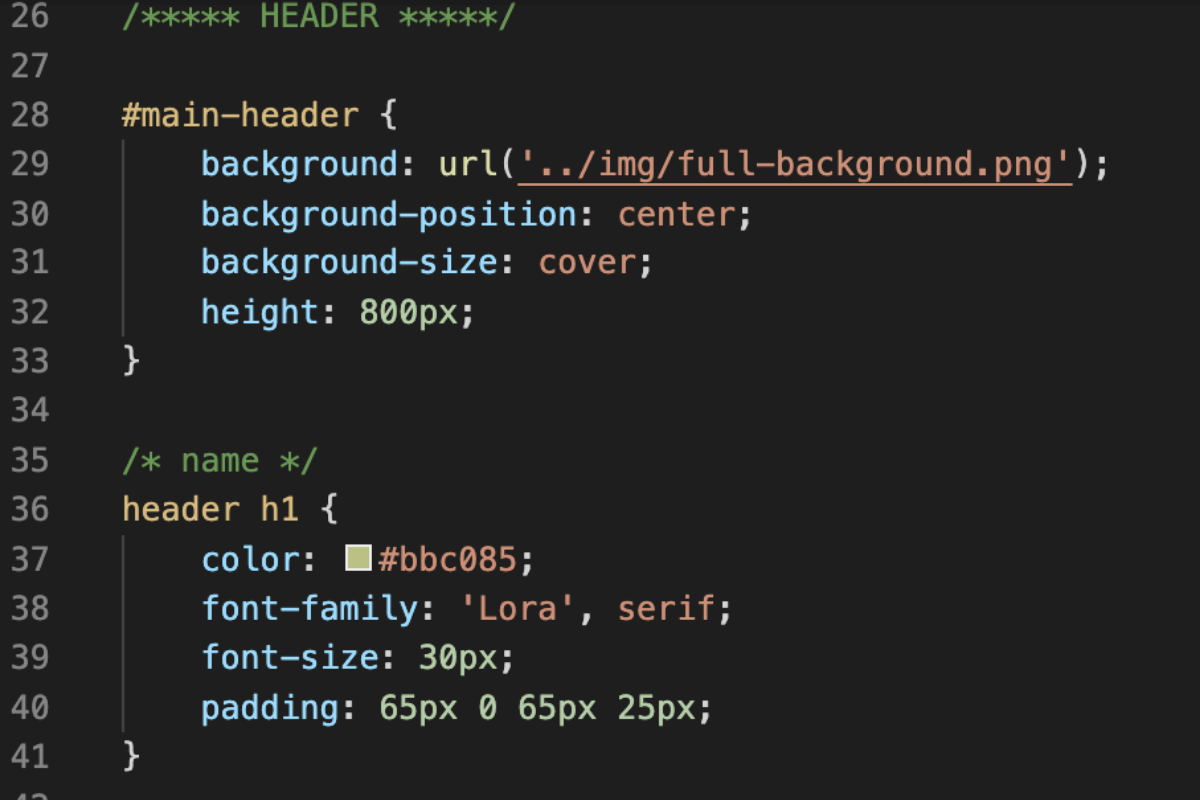 26 /***** HEADER *****/
27
28 #main-header {
29 background: url('../img/full-background.png');
30 background-position: center;
31 background-size: cover;
32 height: 800px;
33 }
34
35 /* name */
36 header h1 {
37 color: #bbc085;
38 font-family: 'Lora', serif;
39 font-size: 30px;
40 padding: 65px 0 65px 25px;
41 }